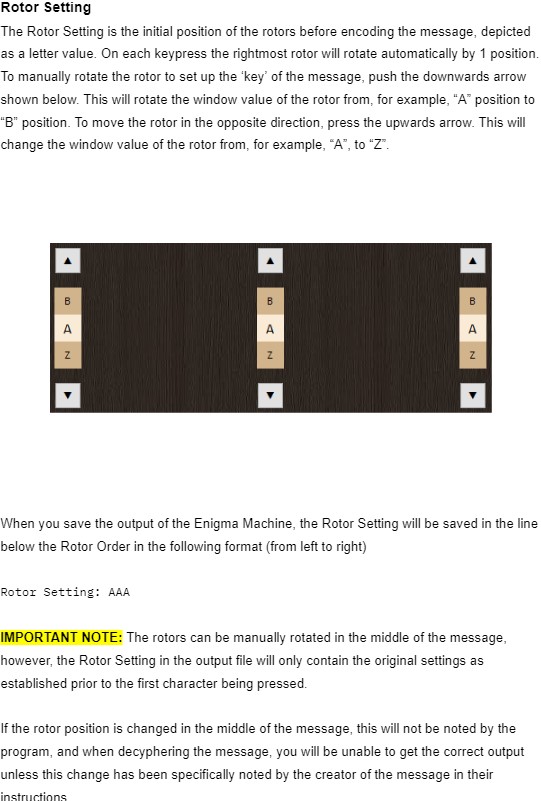 Rotor Setting
The Rotor Setting is the initial position of the rotors before encoding the message, depicted
as a letter value. On each keypress the rightmost rotor will rotate automatically by 1 position.
To manually rotate the rotor to set up the ‘key’ of the message, push the downwards arrow
shown below. This will rotate the window value of the rotor from, for example, “A” position to
“B” position. To move the rotor in the opposite direction, press the upwards arrow. This will
change the window value of the rotor from, for example, “A”, to “Z”.
▲ ▲ ▲
B B B
A A A
Z Z Z
▼ ▼ ▼
When you save the output of the Enigma Machine, the Rotor Setting will be saved in the line
below the Rotor Order in the following format (from left to right)
Rotor Setting: AAA
IMPORTANT NOTE: The rotors can be manually rotated in the middle of the message,
however, the Rotor Setting in the output file will only contain the original settings as
established prior to the first character being pressed.
If the rotor position is changed in the middle of the message, this will not be noted by the
program, and when decyphering the message, you will be unable to get the correct output
unless this change has been specifically noted by the creator of the message in their
instructions